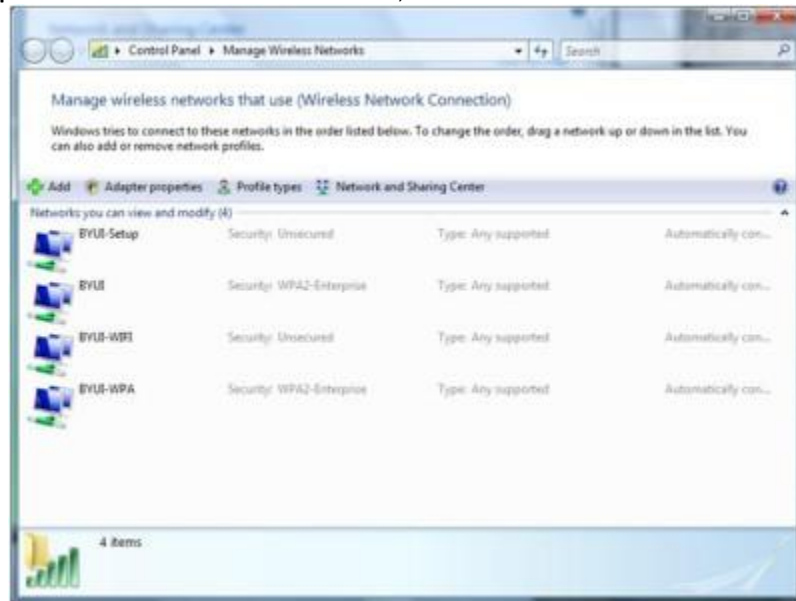 Control Panel ▸ Manage Wireless Networks Search
Manage wireless networks that use (Wireless Network Connection)
Windows tries to connect to these networks in the order listed below. To change the order, drag a network up or down in the list. You
can also add or remove network profiles.
Add Adapter properties Profile types Network and Sharing Center
Networks you can view and modify (4)
BYUI-Setup Security: Unsecured Type: Any supported Automatically con...
BYUI Security: WPA2-Enterprise Type: Any supported Automatically con...
BYUI-WIFI Security: Unsecured Type: Any supported Automatically con...
BYUI-WPA Security: WPA2-Enterprise Type: Any supported Automatically con...
4 items